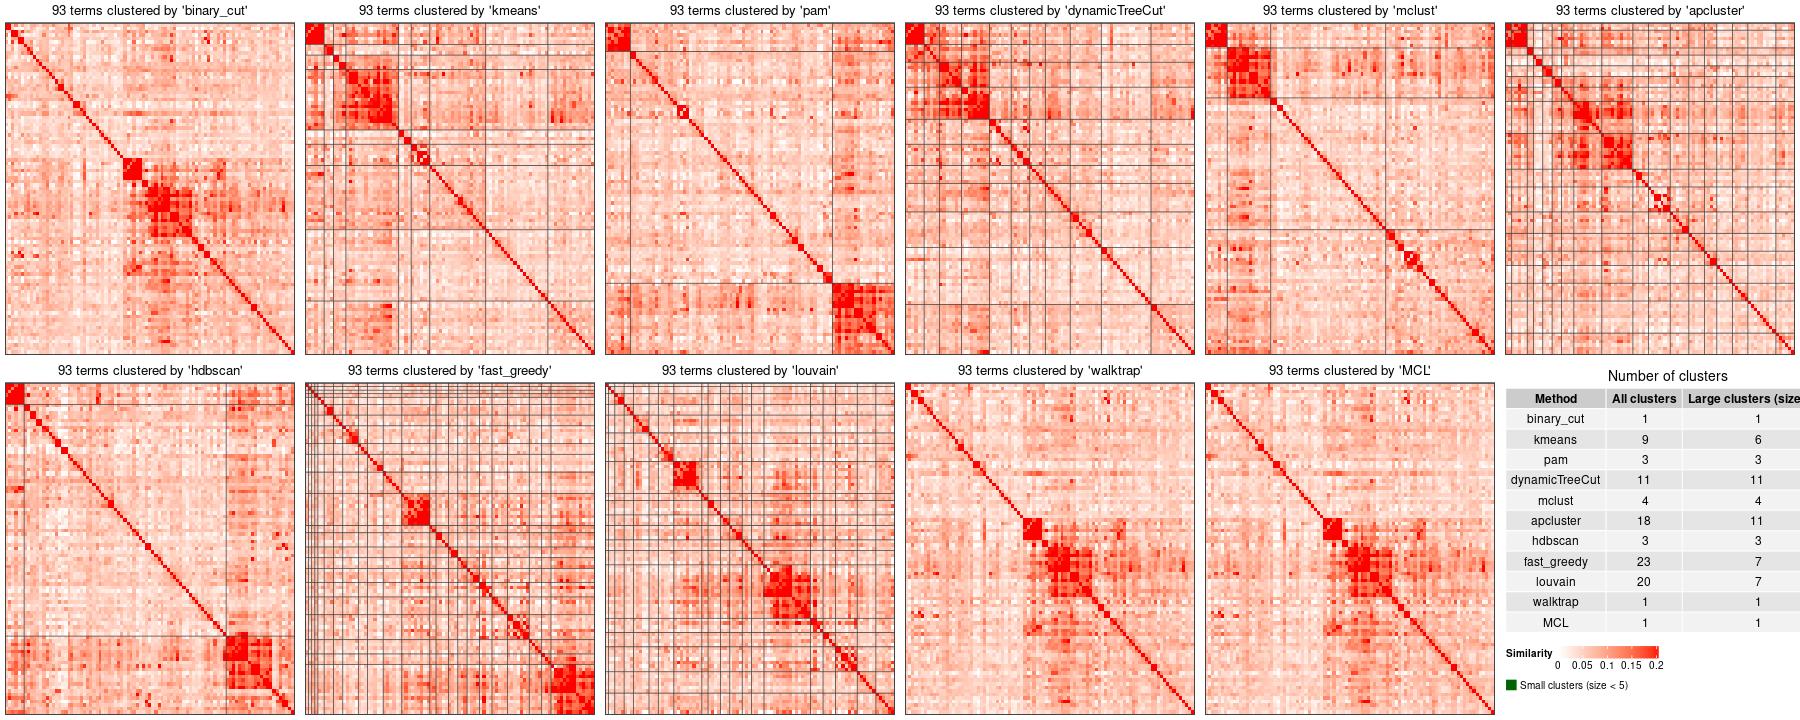 93 terms clustered by 'binary_cut'
93 terms clustered by 'kmeans'
93 terms clustered by 'pam'
93 terms clustered by 'dynamicTreeCut'
93 terms clustered by 'mclust'
93 terms clustered by 'apcluster'
93 terms clustered by 'hdbscan'
93 terms clustered by 'fast_greedy'
93 terms clustered by 'louvain'
93 terms clustered by 'walktrap'
93 terms clustered by 'MCL'
Number of clusters
Method All clusters Large clusters (size
binary_cut 1 1
kmeans 9 6
pam 3 3
dynamicTreeCut 11 11
mclust 4 4
apcluster 18 11
hdbscan 3 3
fast_greedy 23 7
louvain 20 7
walktrap 1 1
MCL 1 1
Similarity
0 0.05 0.1 0.15 0.2
Small clusters (size < 5)